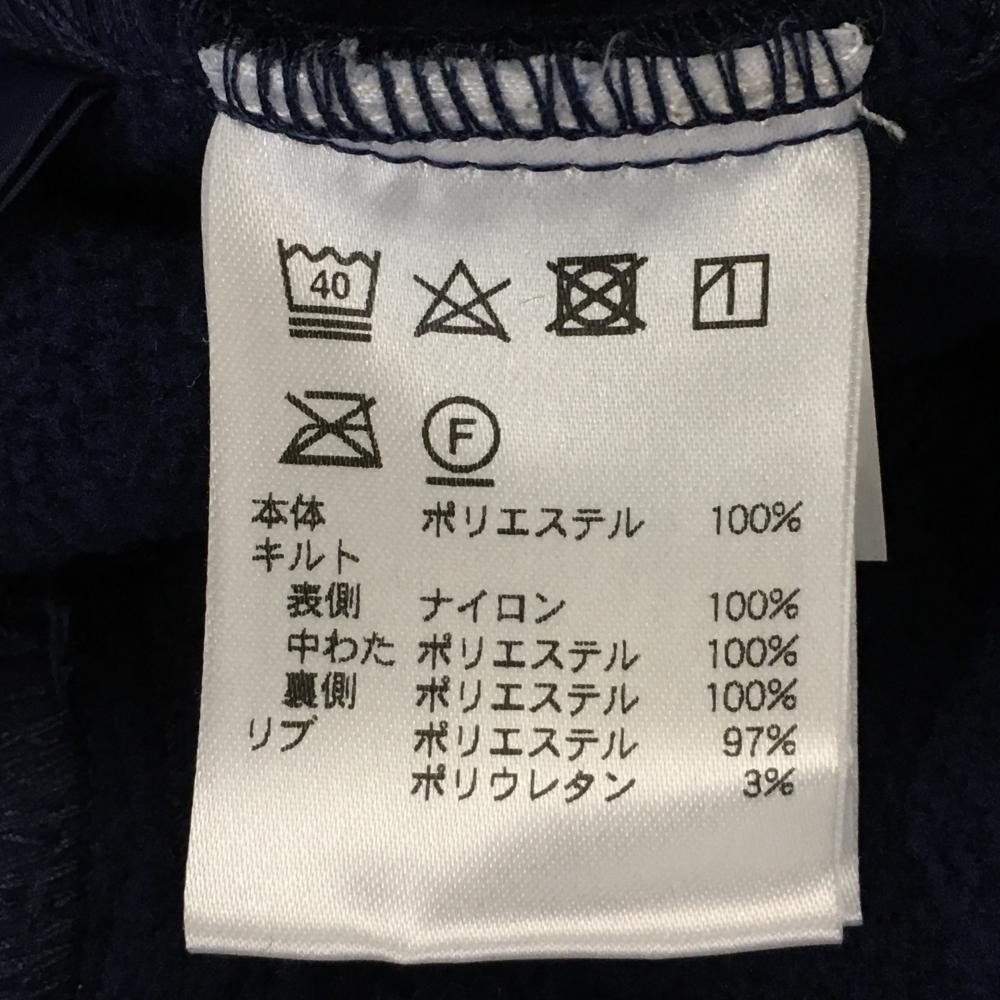 40
F
本体 ポリエステル 100%
キルト
表側 ナイロン 100%
中わた ポリエステル 100%
裏側 ポリエステル 100%
リブ ポリエステル 97%
ポリウレタン 3%